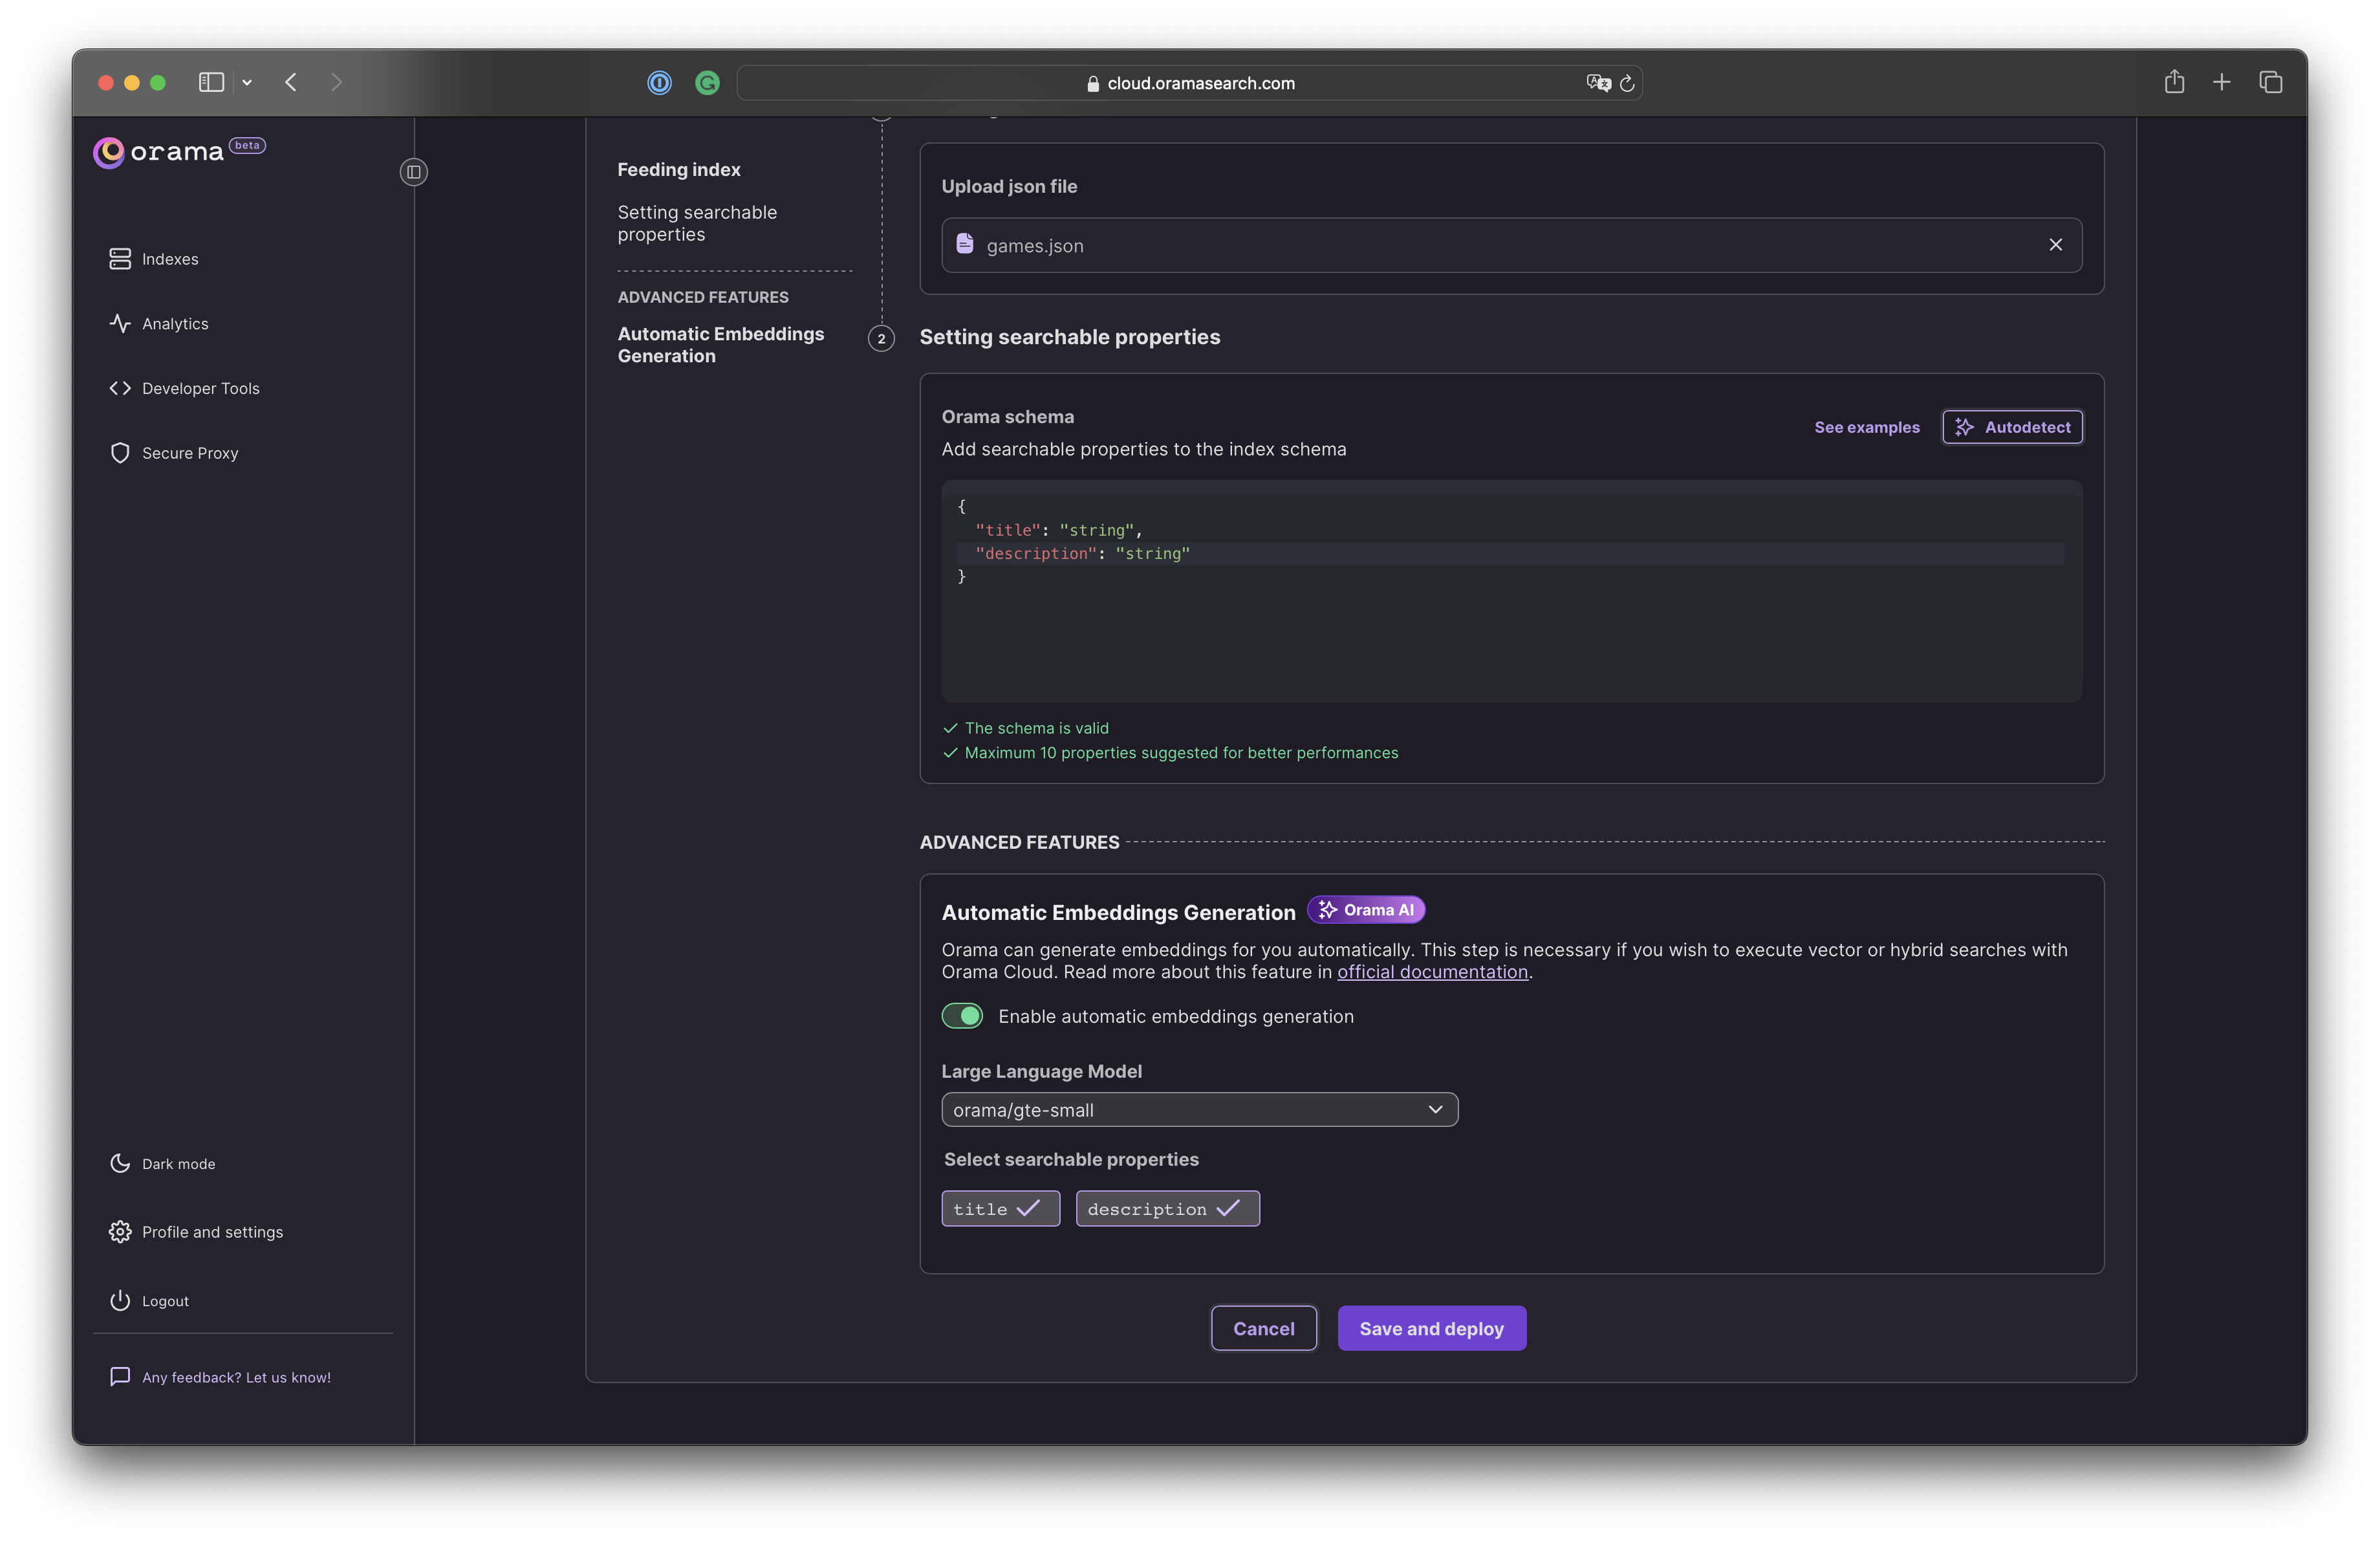 cloud.oramasearch.com
orama beta
Indexes
Analytics
Developer Tools
Secure Proxy
Dark mode
Profile and settings
Logout
Any feedback? Let us know!
Feeding index
Setting searchable
properties
ADVANCED FEATURES
Automatic Embeddings
Generation
Upload json file
games.json
2
Setting searchable properties
Orama schema
Add searchable properties to the index schema
See examples
Autodetect
{
"title": "string",
"description": "string"
}
The schema is valid
Maximum 10 properties suggested for better performances
ADVANCED FEATURES
Automatic Embeddings Generation
Orama AI
Orama can generate embeddings for you automatically. This step is necessary if you wish to execute vector or hybrid searches with
Orama Cloud. Read more about this feature in official documentation.
Enable automatic embeddings generation
Large Language Model
orama/gte-small
Select searchable properties
title
description
Cancel
Save and deploy